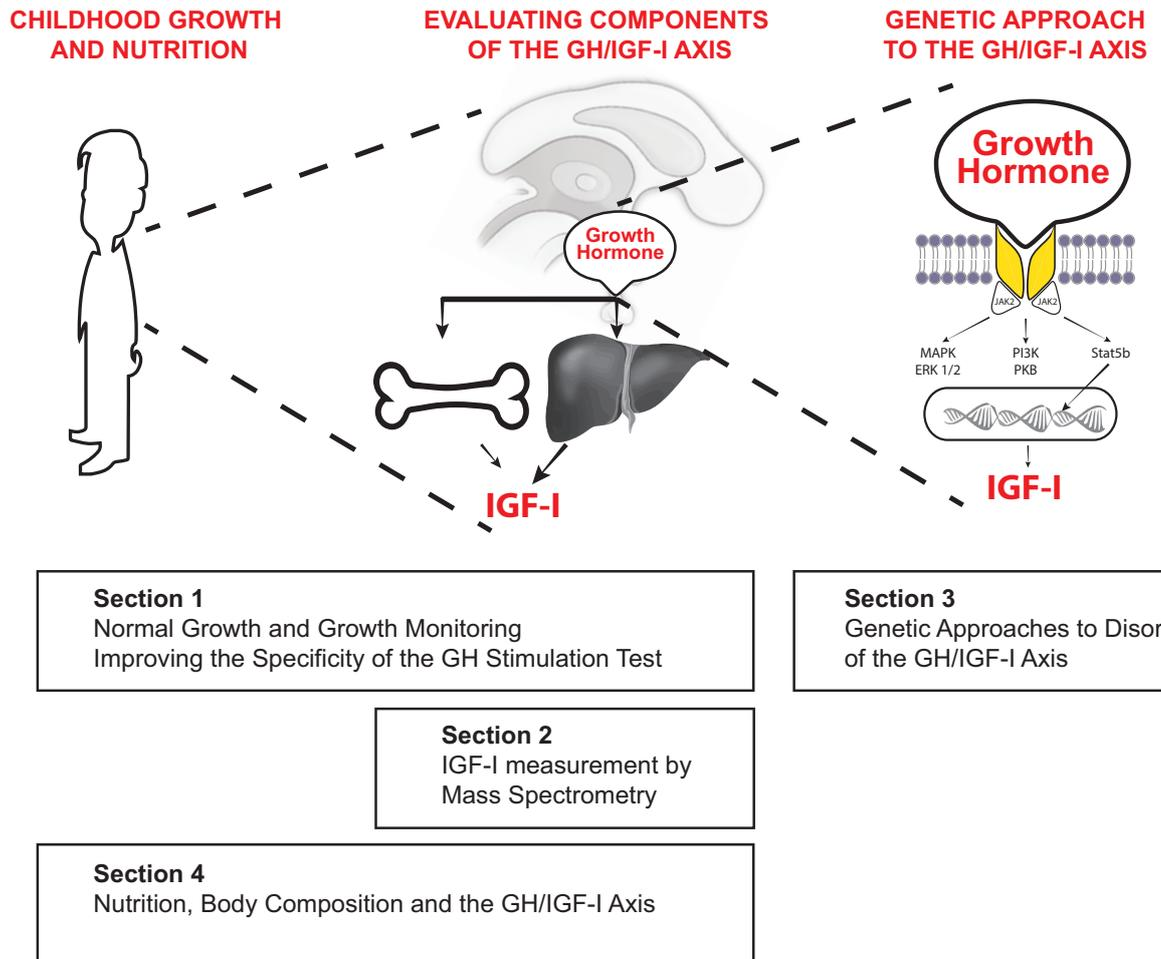 CHILDHOOD GROWTH
AND NUTRITION
EVALUATING COMPONENTS
OF THE GH/IGF-I AXIS
GENETIC APPROACH
TO THE GH/IGF-I AXIS
Growth
Hormone
IGF-I
Growth
Hormone
JAK2
JAK2
MAPK
ERK 1/2
PI3K
PKB
Stat5b
IGF-I
Section 1
Normal Growth and Growth Monitoring
Improving the Specificity of the GH Stimulation Test
Section 3
Genetic Approaches to
of the GH/IGF-I Axis
Section 2
IGF-I measurement by
Mass Spectrometry
Section 4
Nutrition, Body Composition and the GH/IGF-I Axis